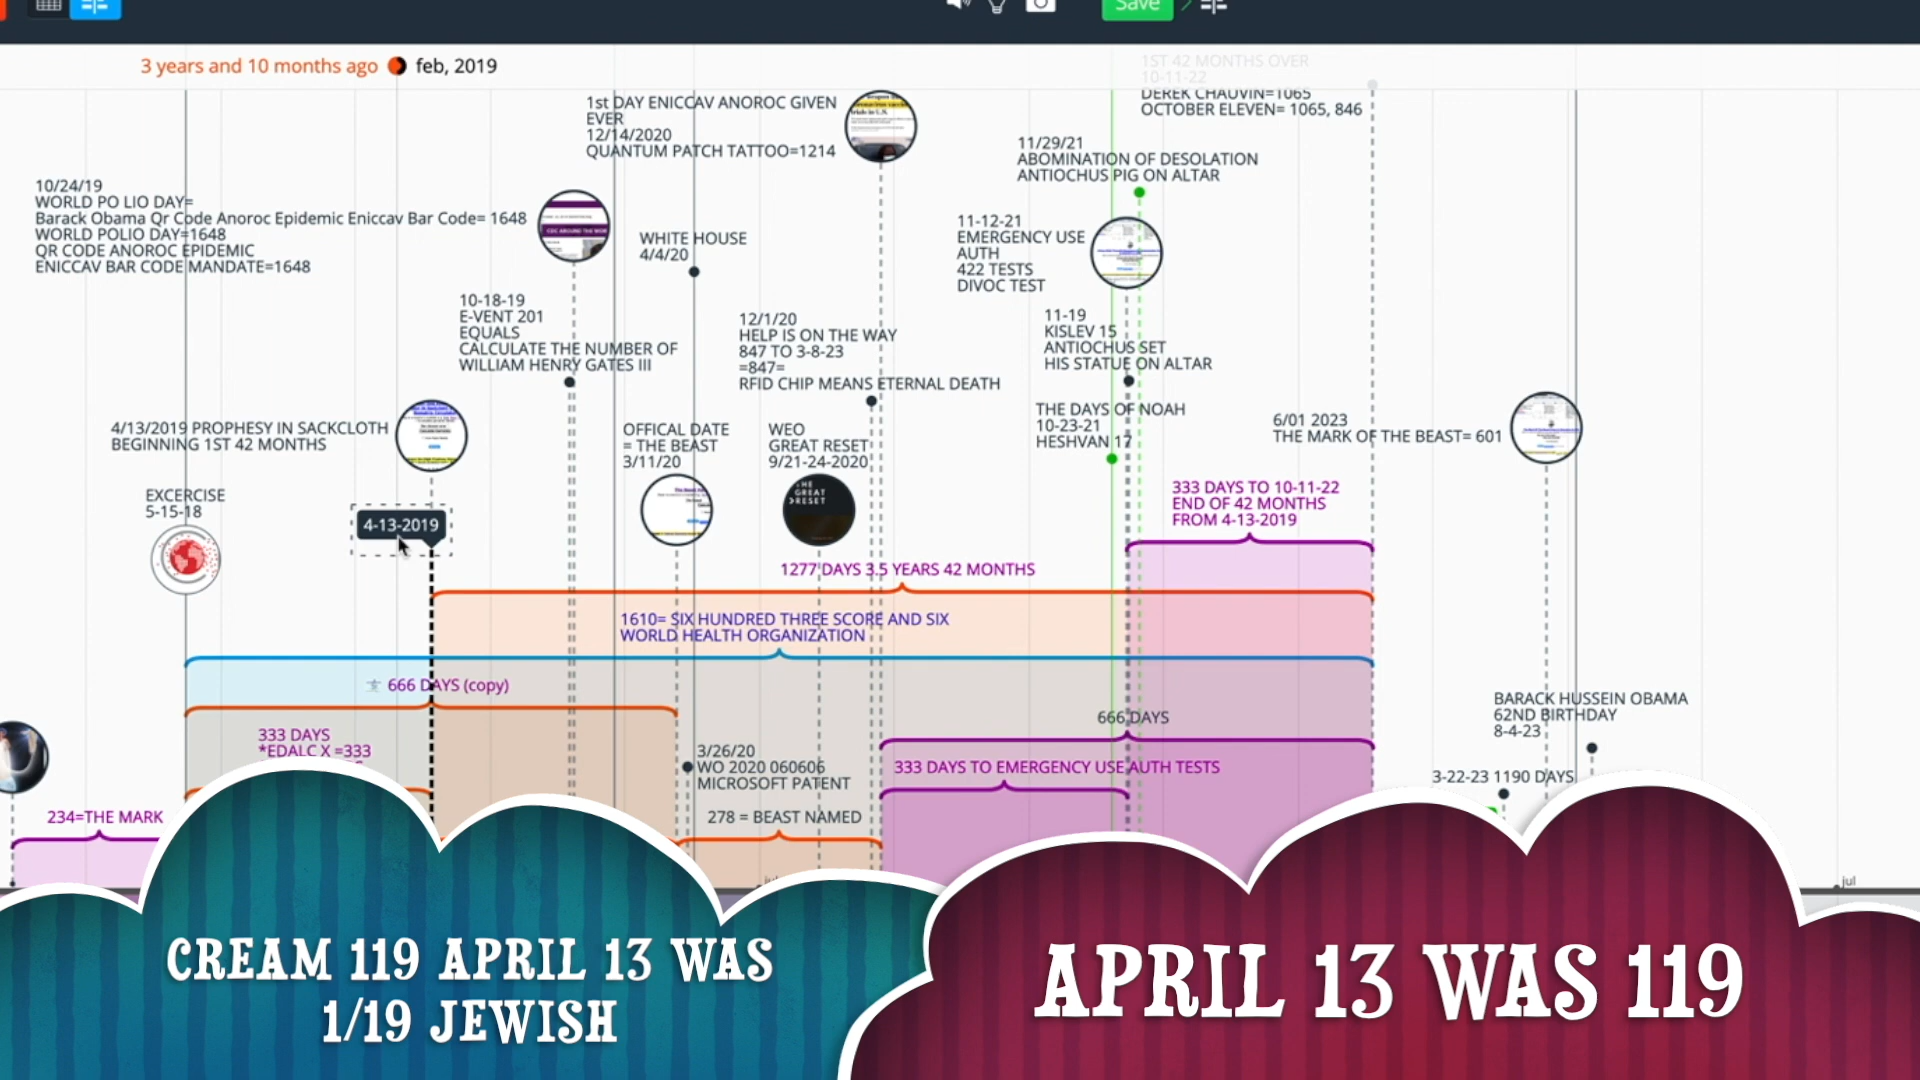 Save
3 years and 10 months ago
feb, 2019
1ST 42 MONTHS OVER
10-11-22
DEREK CHAUVIN=1065
OCTOBER ELEVEN= 1065, 846
1st DAY ENICCAV ANOROC GIVEN
EVER
12/14/2020
QUANTUM PATCH TATTOO=1214
11/29/21
ABOMINATION OF DESOLATION
ANTIOCHUS PIG ON ALTAR
10/24/19
WORLD PO LIO DAY=
Barack Obama Qr Code Anoroc Epidemic Eniccav Bar Code= 1648
WORLD POLIO DAY=1648
QR CODE ANOROC EPIDEMIC
ENICCAV BAR CODE MANDATE=1648
CDC AROUND THE WOR
WHITE HOUSE
4/4/20
11-12-21
EMERGENCY USE
AUTH
422 TESTS
DIVOC TEST
10-18-19
E-VENT 201
EQUALS
CALCULATE THE NUMBER OF
WILLIAM HENRY GATES III
12/1/20
HELP IS ON THE WAY
847 TO 3-8-23
=847=
RFID CHIP MEANS ETERNAL DEATH
11-19
KISLEV 15
ANTIOCHUS SET
HIS STATUE ON ALTAR
4/13/2019 PROPHESY IN SACKCLOTH
BEGINNING 1ST 42 MONTHS
OFFICAL DATE
= THE BEAST
3/11/20
WEO
GREAT RESET
9/21-24-2020
THE DAYS OF NOAH
10-23-21
HESHVAN 17
6/01 2023
THE MARK OF THE BEAST= 601
EXCERCISE
5-15-18
4-13-2019
THE
GREAT
RESET
333 DAYS TO 10-11-22
END OF 42 MONTHS
FROM 4-13-2019
1277 DAYS 3.5 YEARS 42 MONTHS
1610= SIX HUNDRED THREE SCORE AND SIX
WORLD HEALTH ORGANIZATION
666 DAYS (copy)
333 DAYS
*EDALC X =333
666 DAYS
BARACK HUSSEIN OBAMA
62ND BIRTHDAY
8-4-23
3/26/20
WO 2020 060606
MICROSOFT PATENT
333 DAYS TO EMERGENCY USE AUTH TESTS
3-22-23 1190 DAYS
234=THE MARK
278 = BEAST NAMED
jul
CREAM 119 APRIL 13 WAS
1/19 JEWISH
APRIL 13 WAS 119